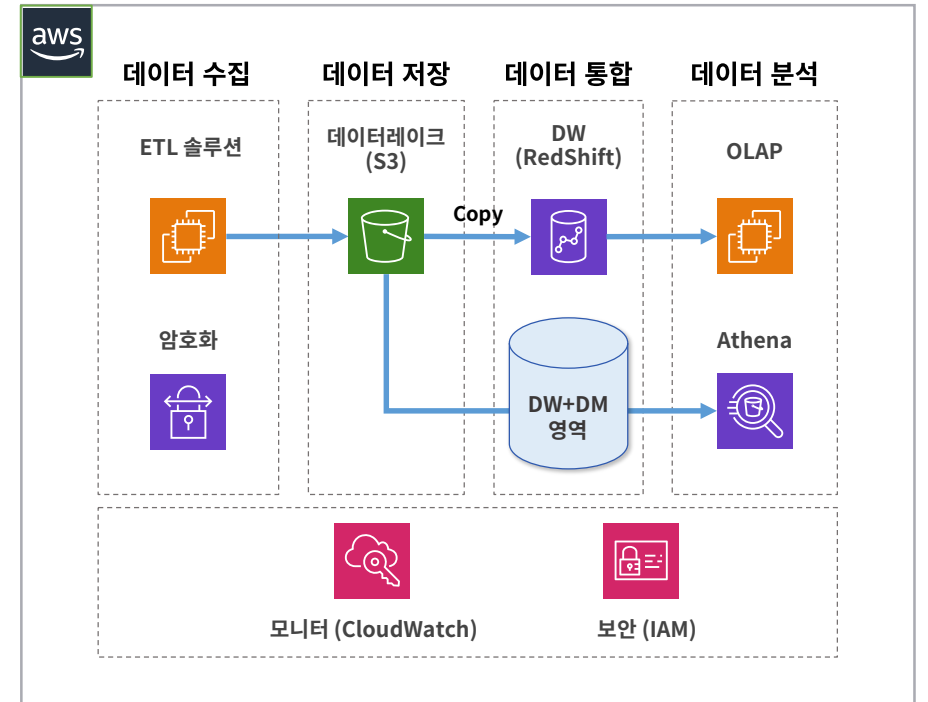 aws
데이터 수집
데이터 저장
데이터 통합
데이터 분석
ETL 솔루션
데이터레이크
(S3)
DW
(RedShift)
OLAP
Copy
암호화
DW+DM
영역
Athena
모니터 (CloudWatch)
보안 (IAM)